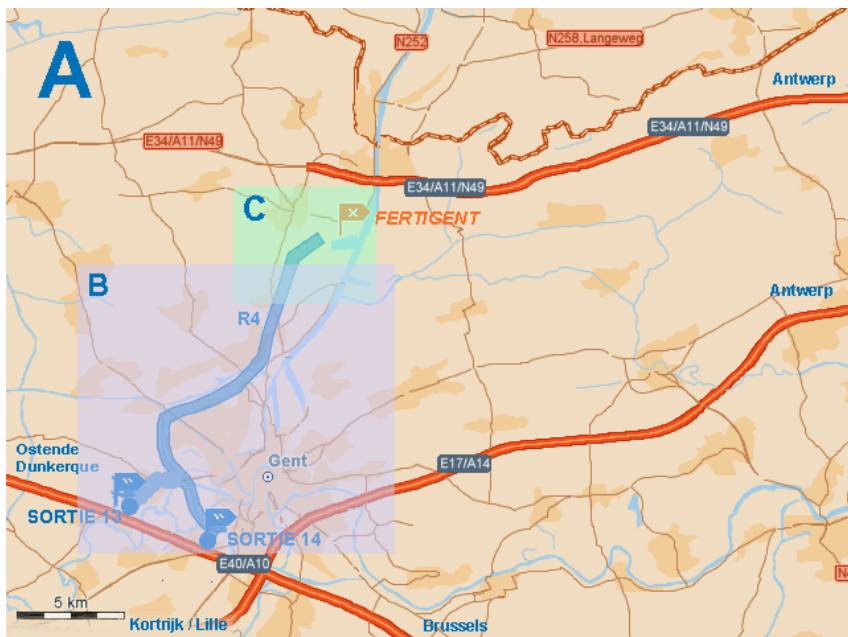 A
N252
N258,Langeweg
Antwerp
E34/A11/N49
E34/A11/N49
E34/A11/N49
C
FERTIGENT
B
R4
Antwerp
Ostende
Dunkerque
Gent
E17/A14
SORTIE 13
SORTIE 14
E40/A10
5 km
Kortrijk / Lille
Brussels